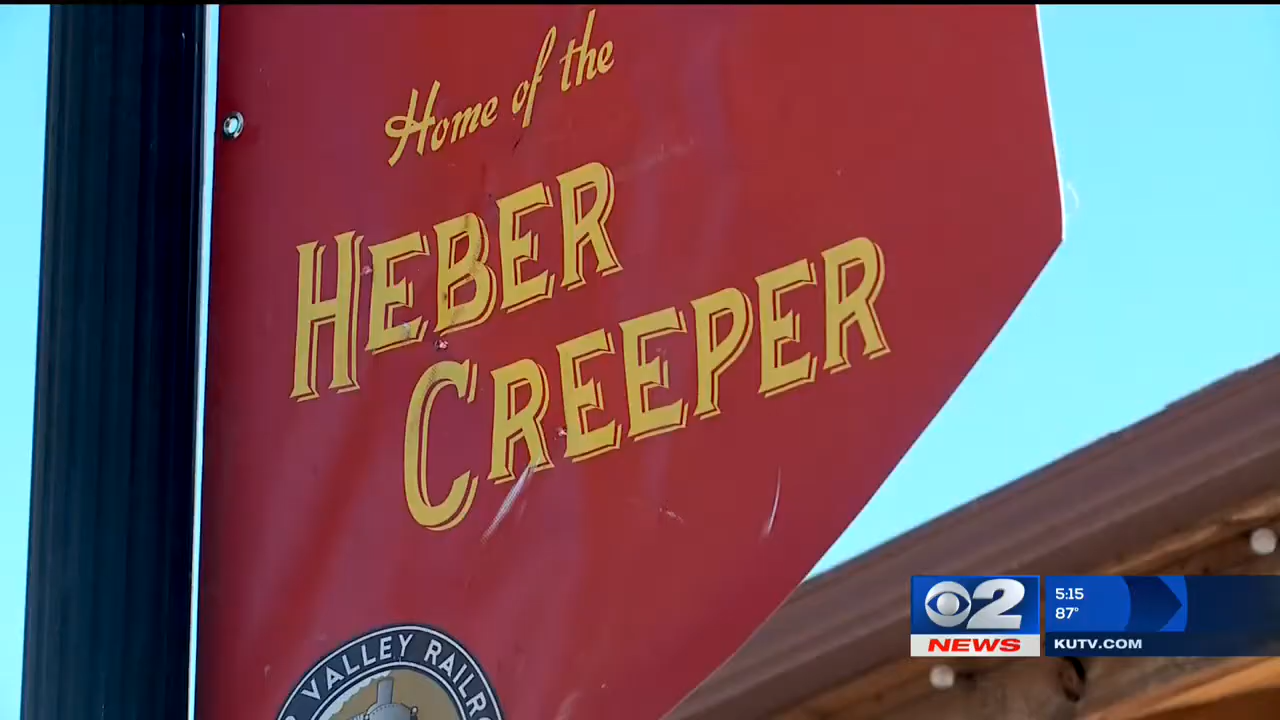 Home of the
HEBER
CREEPER
VALLEY RAILRO
2
NEWS
5:15
87°
KUTV.COM